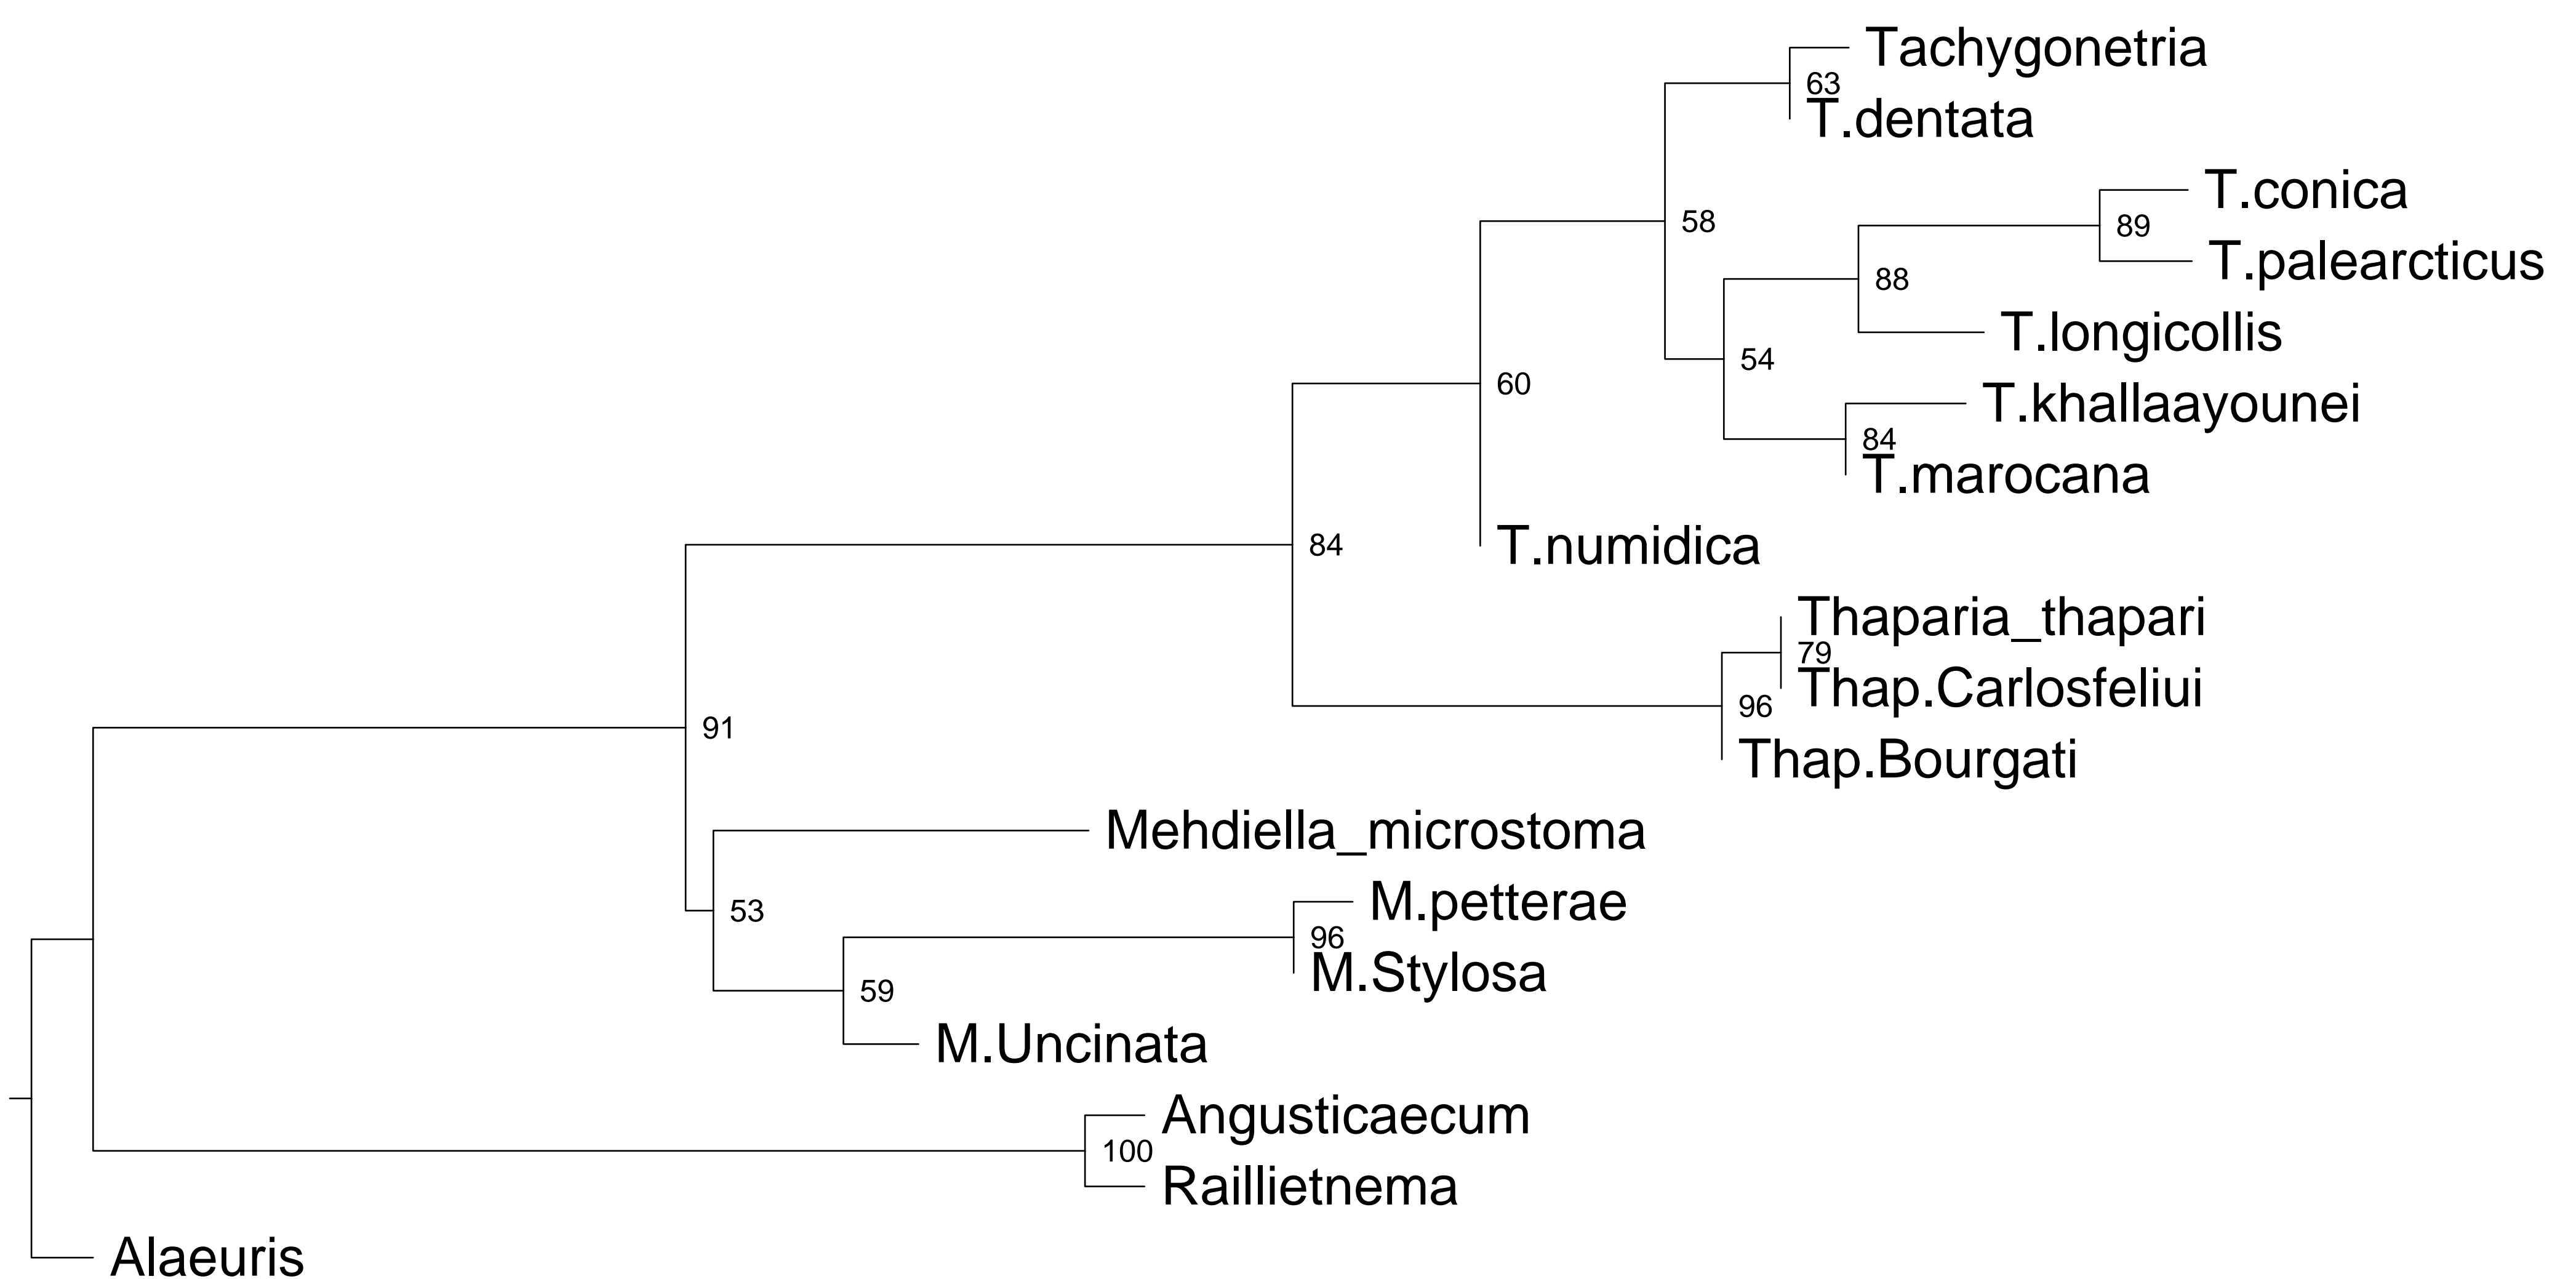 Tachygonetria
63
T.dentata
T.conica
58
89
T.palearcticus
88
T.longicollis
54
60
T.khallaayounei
84
T.marocana
84
T.numidica
Thaparia_thapari
79
Thap.Carlosfeliui
96
91
Thap.Bourgati
Mehdiella_microstoma
M.petterae
53
96
M.Stylosa
59
M.Uncinata
Angusticaecum
100
Raillietnema
Alaeuris